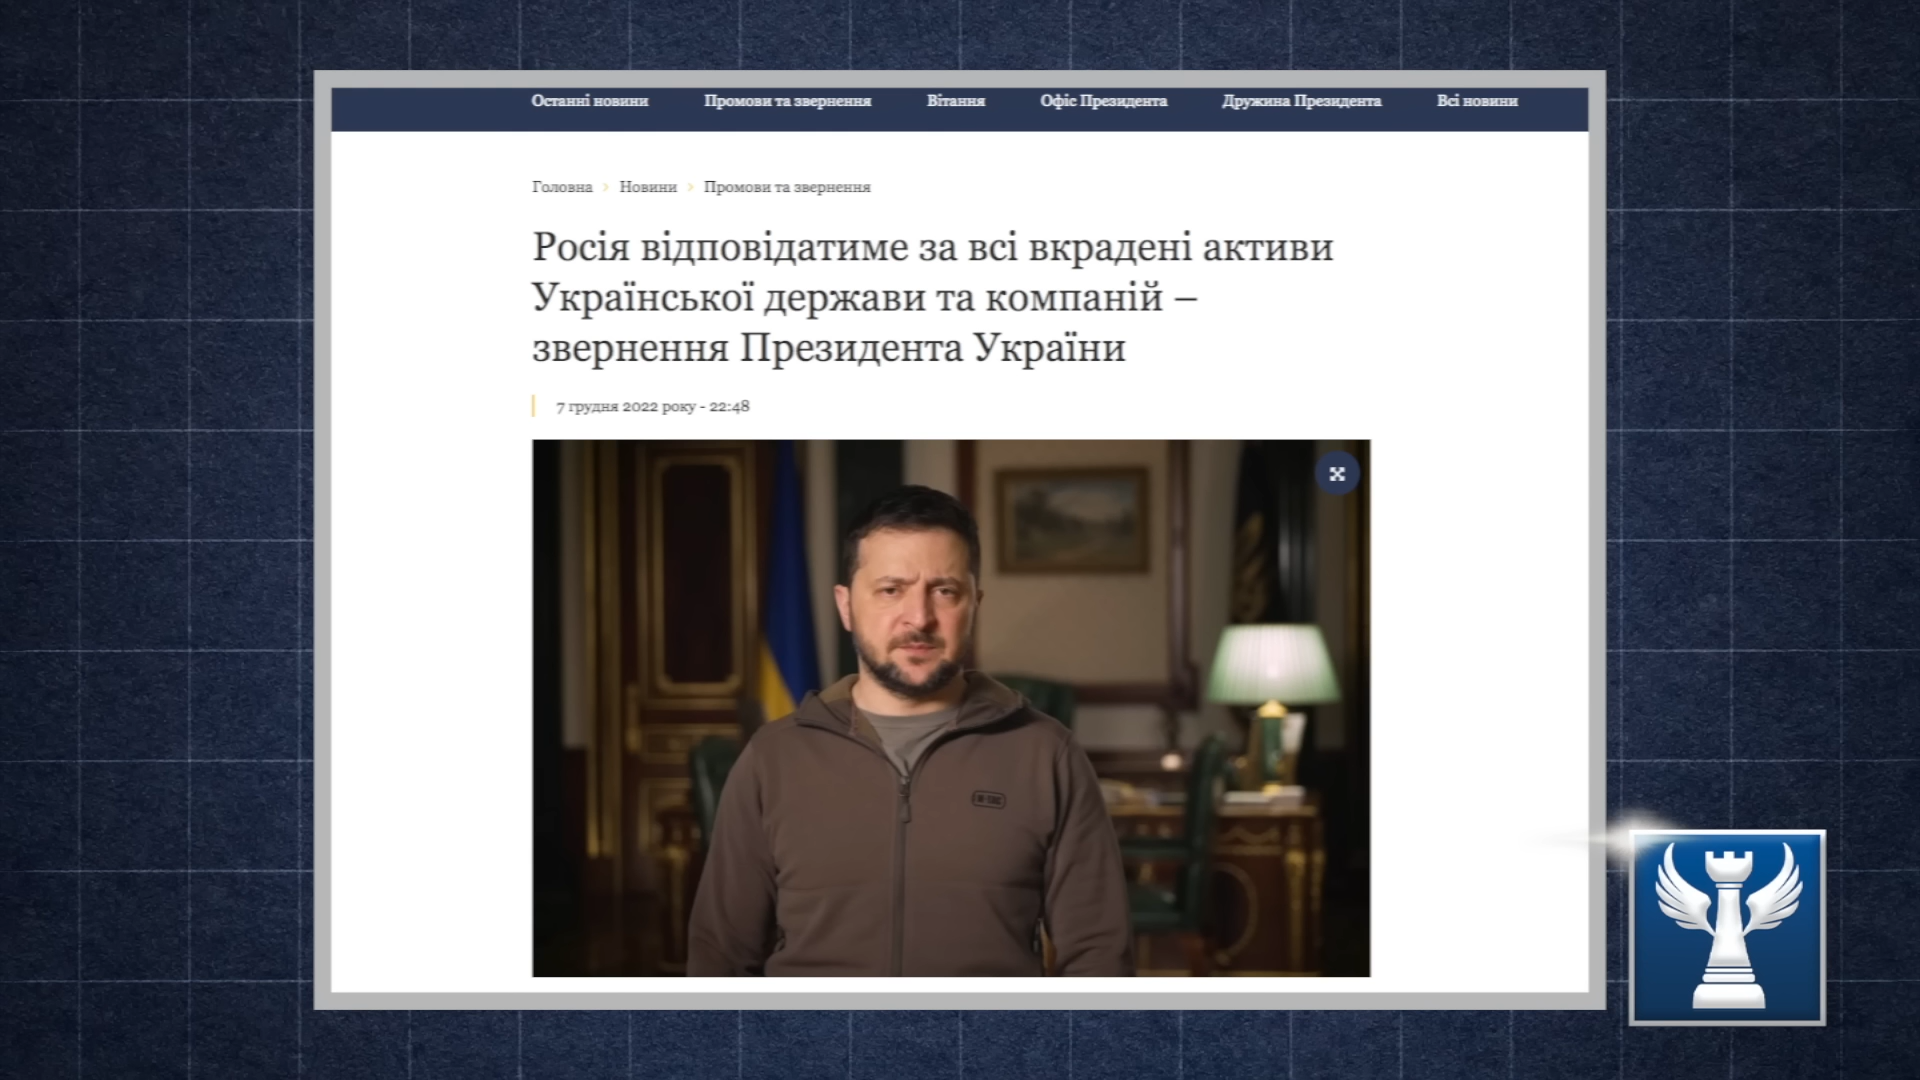 Останні новини Промови та звернення Вітання Офіс Президента Дружина Президента Всі новини
Головна > Новини > Промови та звернення
Росія відповідатиме за всі вкрадені активи
Української держави та компаній –
звернення Президента України
7 грудня 2022 року - 22:48